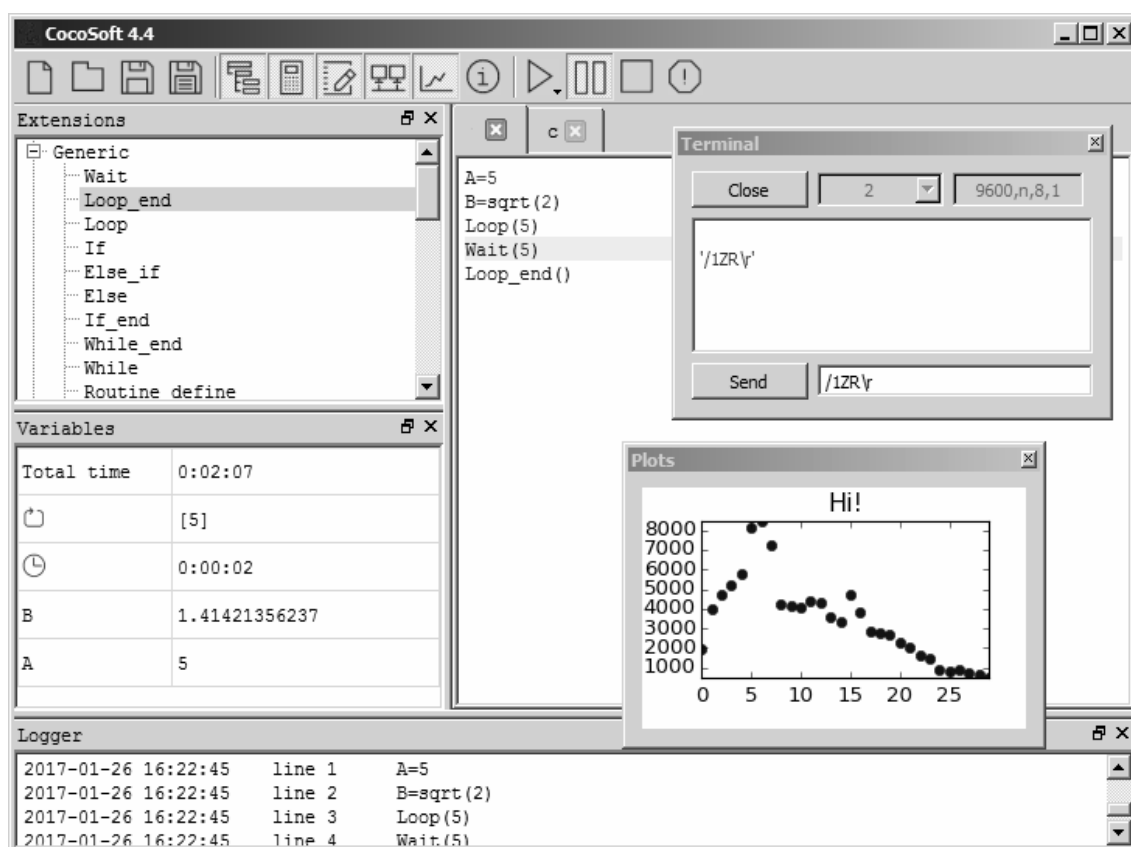 CocoSoft 4.4
Extensions
Generic
Wait
Loop_end
Loop
If
Else_if
Else
If_end
While_end
While
Routine define
Variables
Total time 0:02:07
[5]
0:00:02
B 1.41421356237
A 5
c
A=5
B=sqrt(2)
Loop(5)
Wait(5)
Loop_end()
Terminal
Close 2 9600,n,8,1
'/1ZR\r'
Send /1ZR\r
Plots
Hi!
8000
7000
6000
5000
4000
3000
2000
1000
0 5 10 15 20 25
Logger
2017-01-26 16:22:45 line 1 A=5
2017-01-26 16:22:45 line 2 B=sqrt(2)
2017-01-26 16:22:45 line 3 Loop(5)
2017-01-26 16:22:45 line 4 Wait(5)